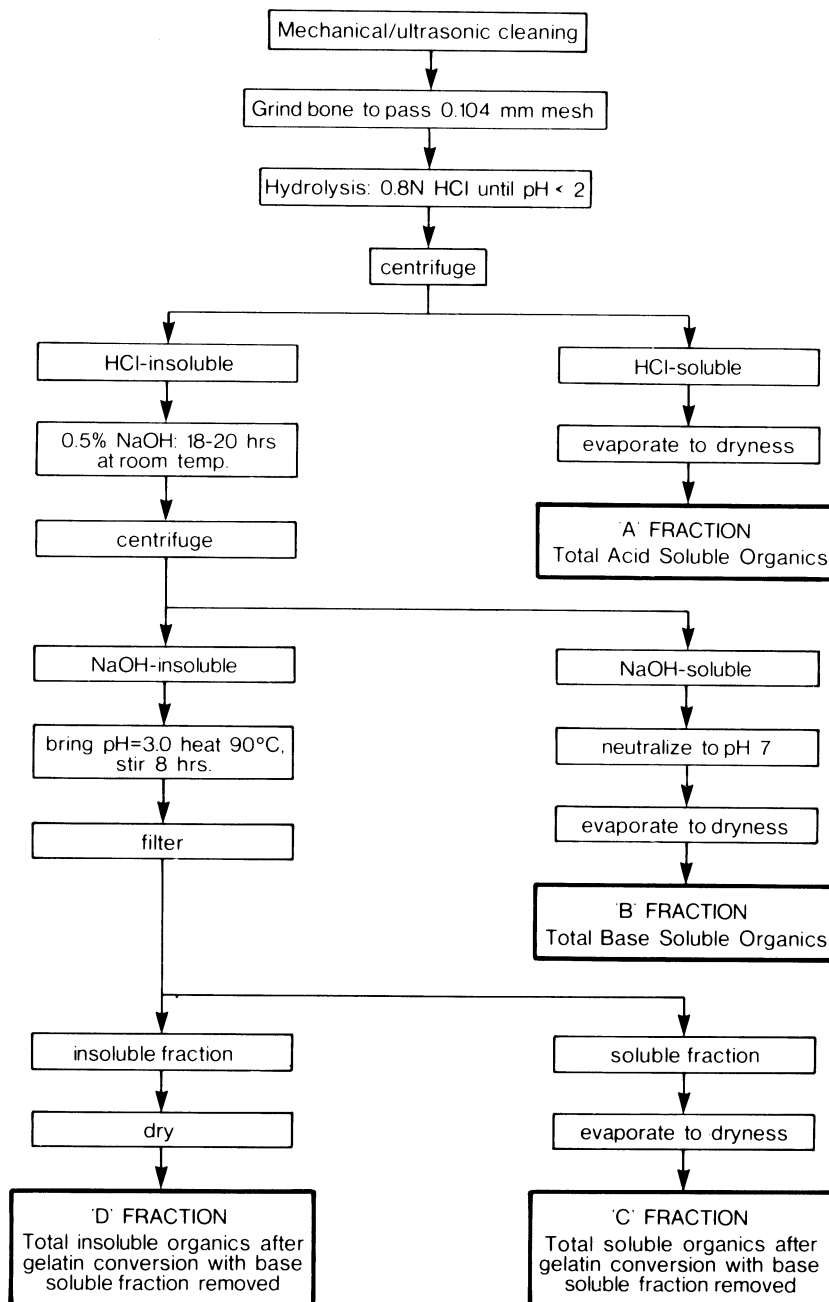 Mechanical/ultrasonic cleaning
Grind bone to pass 0.104 mm mesh
Hydrolysis: 0.8N HCl until pH < 2
centrifuge
HCl-insoluble
HCl-soluble
0.5% NaOH: 18-20 hrs
at room temp.
evaporate to dryness
centrifuge
'A' FRACTION
Total Acid Soluble Organics
NaOH-insoluble
NaOH-soluble
bring pH=3.0 heat 90°C,
stir 8 hrs.
neutralize to pH 7
filter
evaporate to dryness
'B' FRACTION
Total Base Soluble Organics
insoluble fraction
soluble fraction
dry
evaporate to dryness
'D' FRACTION
Total insoluble organics after
gelatin conversion with base
soluble fraction removed
'C' FRACTION
Total soluble organics after
gelatin conversion with base
soluble fraction removed